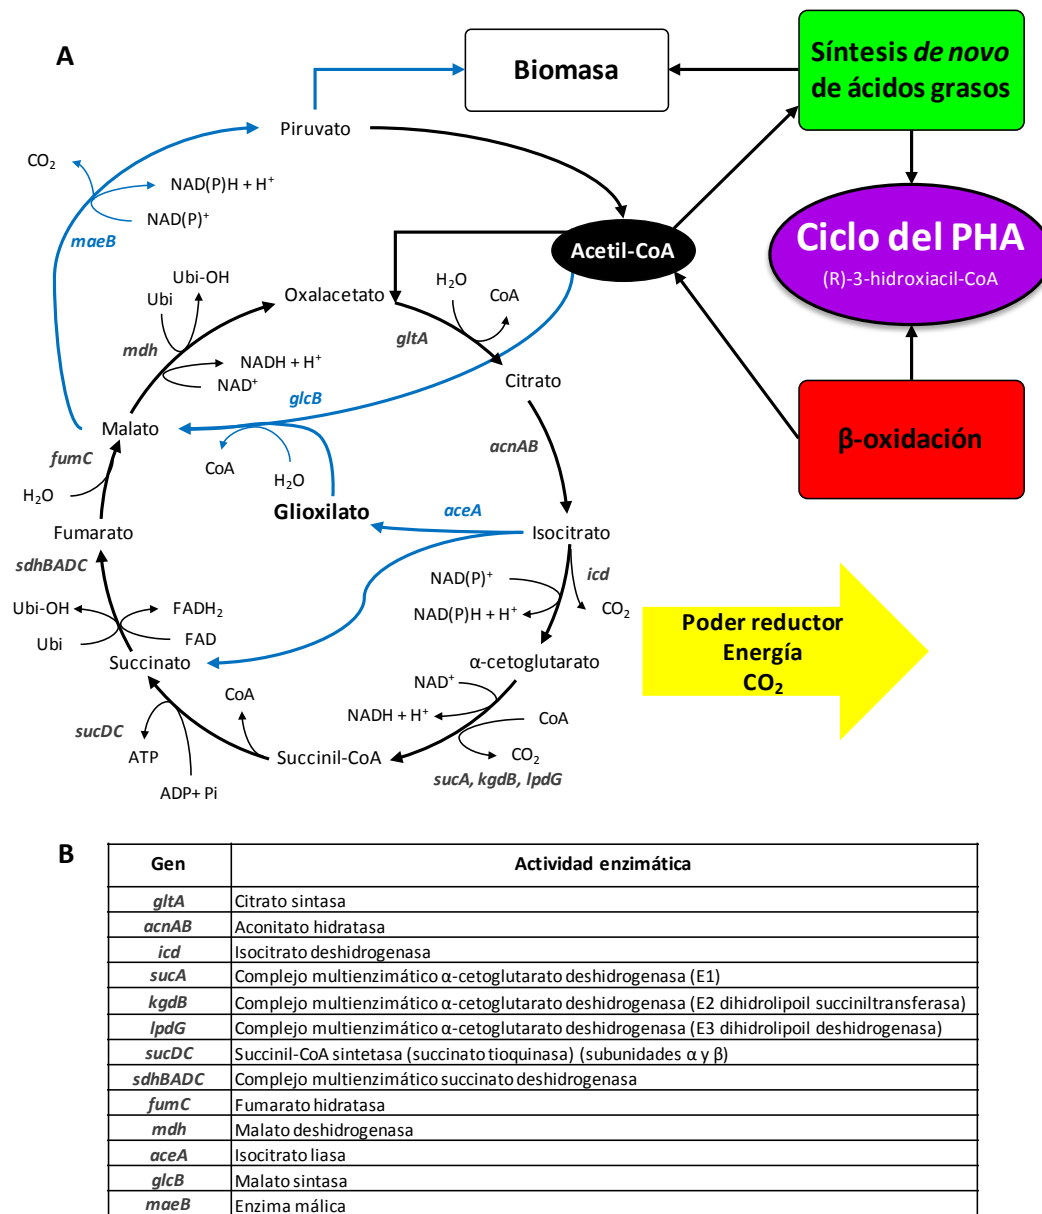 A
Biomasa
Síntesis de novo
de ácidos grasos
Piruvato
CO₂
NAD(P)H + H⁺
NAD(P)⁺
maeB
Acetil-CoA
Ciclo del PHA
(R)-3-hidroxiacil-CoA
Ubi-OH
Ubi
Oxalacetato
H₂O
CoA
gltA
mdh
NADH + H⁺
NAD⁺
Citrato
glcB
Malato
acnAB
β-oxidación
fumC
CoA
H₂O
H₂O
Glioxilato
aceA
Fumarato
Isocitrato
sdhBADC
NAD(P)⁺
icd
NAD(P)H + H⁺
CO₂
Ubi-OH
FADH₂
Ubi
FAD
Poder reductor
Energía
CO₂
Succinato
α-cetoglutarato
CoA
NAD⁺
NADH + H⁺
CoA
sucDC
ATP
Succinil-CoA
CO₂
sucA, kgdB, lpdG
ADP+ Pi
B
Gen Actividad enzimática
gltA Citrato sintasa
acnAB Aconitato hidratasa
icd Isocitrato deshidrogenasa
sucA Complejo multienzimático α-cetoglutarato deshidrogenasa (E1)
kgdB Complejo multienzimático α-cetoglutarato deshidrogenasa (E2 dihidrolipoil succiniltransferasa)
lpdG Complejo multienzimático α-cetoglutarato deshidrogenasa (E3 dihidrolipoil deshidrogenasa)
sucDC Succinil-CoA sintetasa (succinato tioquinasa) (subunidades α y β)
sdhBADC Complejo multienzimático succinato deshidrogenasa
fumC Fumarato hidratasa
mdh Malato deshidrogenasa
aceA Isocitrato liasa
glcB Malato sintasa
maeB Enzima málica